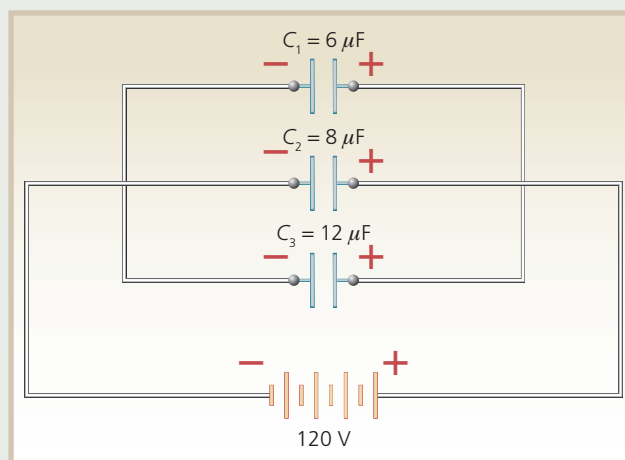 C₁ = 6 μF
− +
C₂ = 8 μF
− +
C₃ = 12 μF
− +
− +
120 V